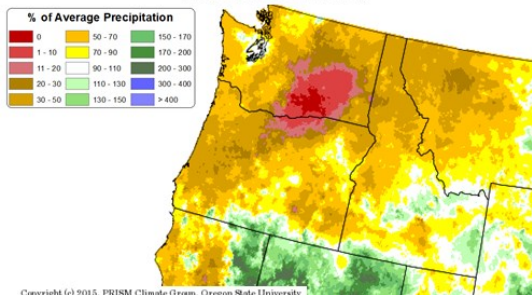 % of Average Precipitation
0 50 - 70 150 - 170
1 - 10 70 - 90 170 - 200
11 - 20 90 - 110 200 - 300
20 - 30 110 - 130 300 - 400
30 - 50 130 - 150 > 400
Copyright (c) 2015, PRISM Climate Group, Oregon State University